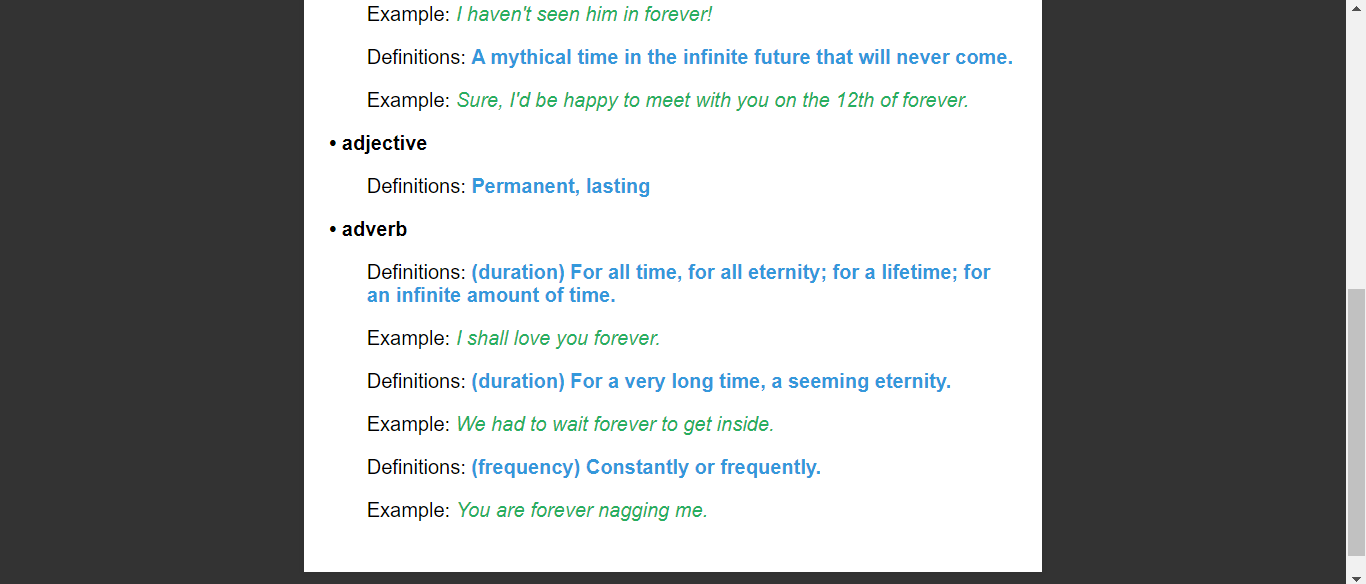 Example: I haven't seen him in forever!
Definitions: A mythical time in the infinite future that will never come.
Example: Sure, I'd be happy to meet with you on the 12th of forever.
• adjective
Definitions: Permanent, lasting
• adverb
Definitions: (duration) For all time, for all eternity; for a lifetime; for
an infinite amount of time.
Example: I shall love you forever.
Definitions: (duration) For a very long time, a seeming eternity.
Example: We had to wait forever to get inside.
Definitions: (frequency) Constantly or frequently.
Example: You are forever nagging me.